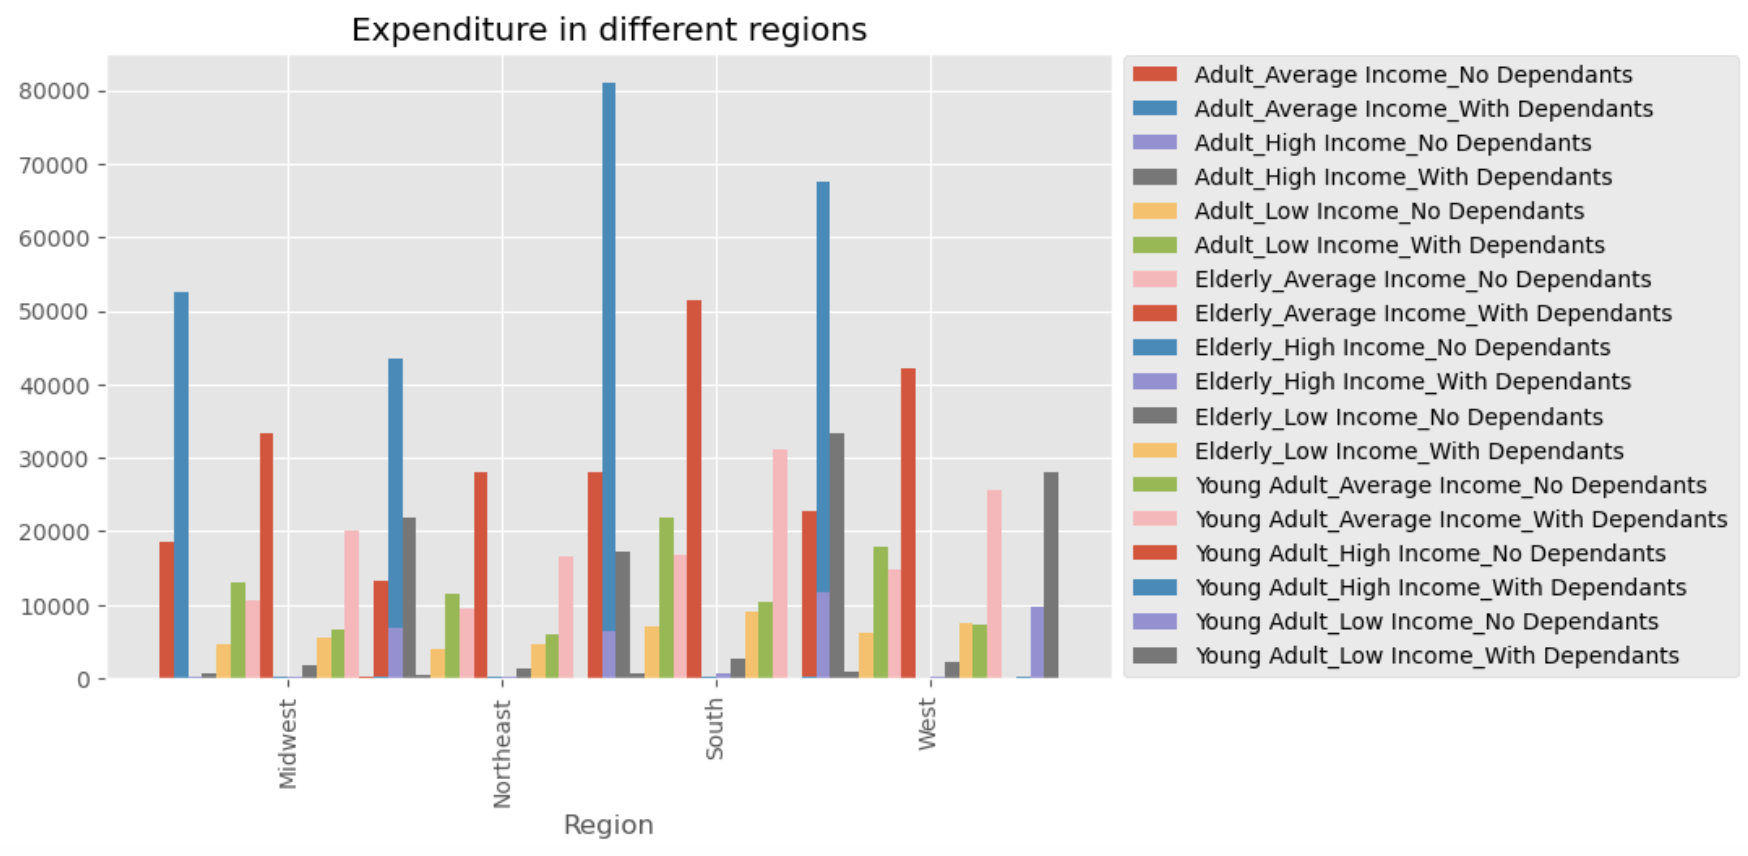 Expenditure in different regions
80000
70000
60000
50000
40000
30000
20000
10000
0
Midwest
Northeast
South
West
Region
Adult_Average Income_No Dependants
Adult_Average Income_With Dependants
Adult_High Income_No Dependants
Adult_High Income_With Dependants
Adult_Low Income_No Dependants
Adult_Low Income_With Dependants
Elderly_Average Income_No Dependants
Elderly_Average Income_With Dependants
Elderly_High Income_No Dependants
Elderly_High Income_With Dependants
Elderly_Low Income_No Dependants
Elderly_Low Income_With Dependants
Young Adult_Average Income_No Dependants
Young Adult_Average Income_With Dependants
Young Adult_High Income_No Dependants
Young Adult_High Income_With Dependants
Young Adult_Low Income_No Dependants
Young Adult_Low Income_With Dependants